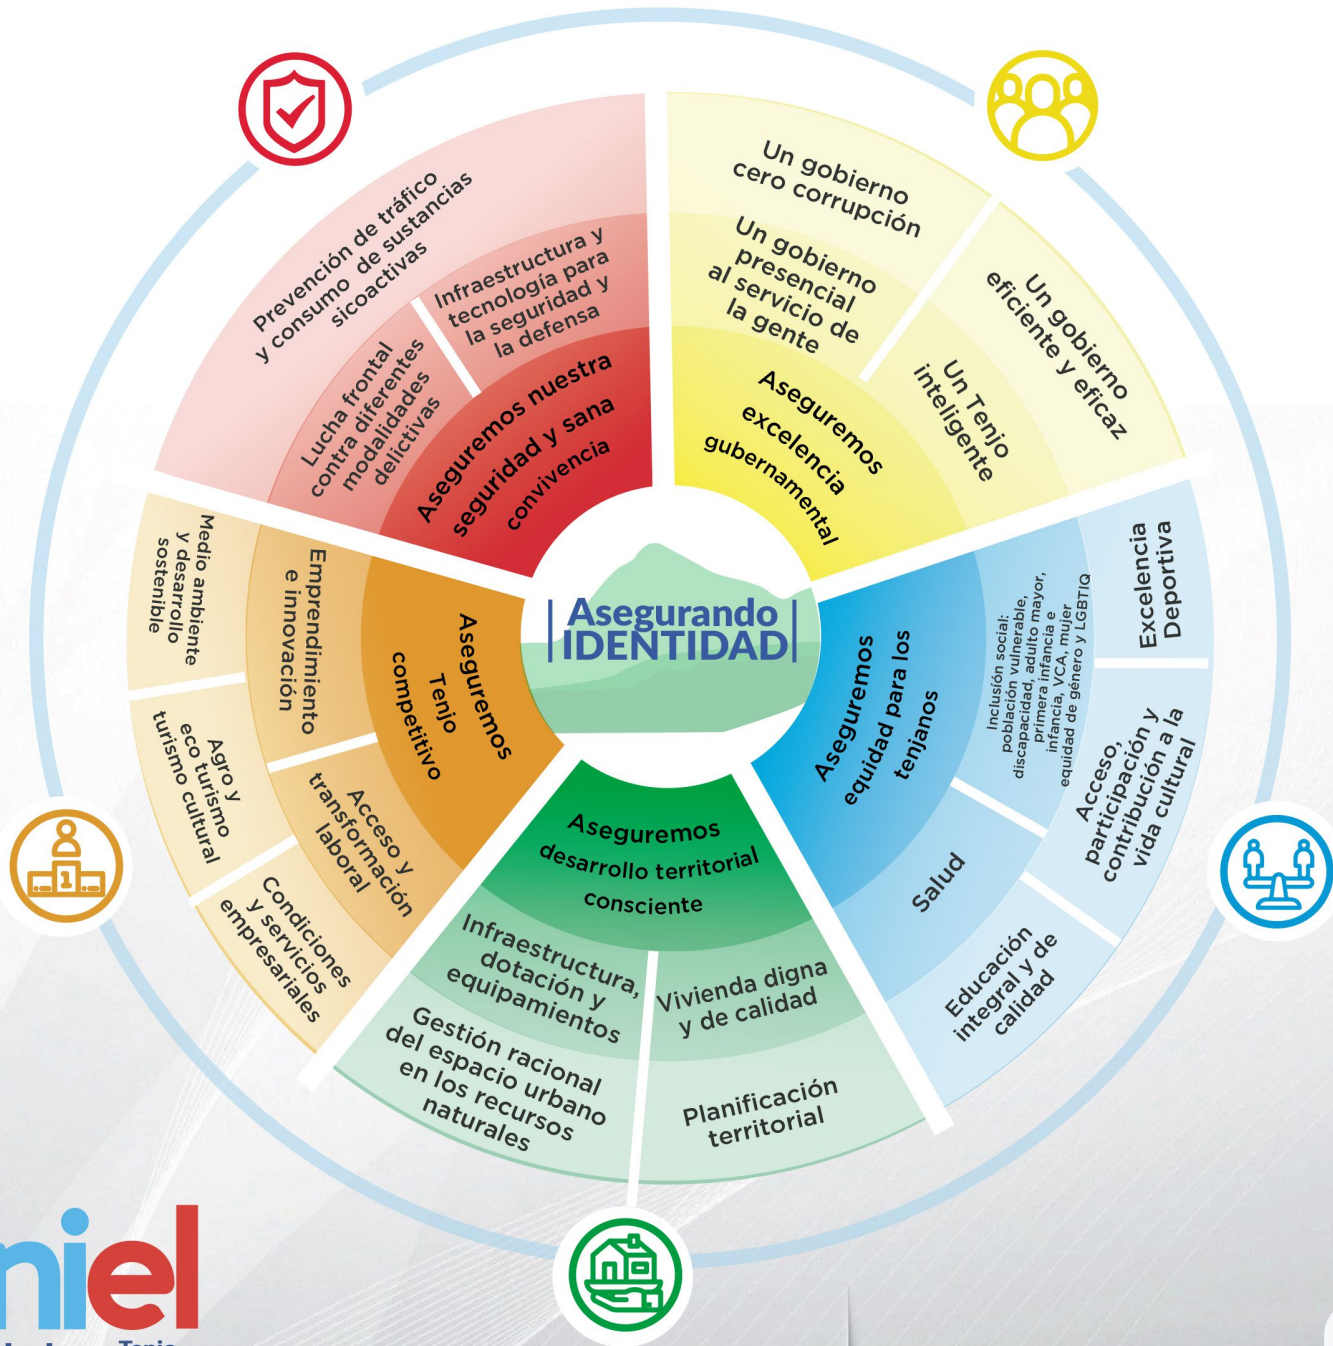 Prevención de tráfico
y consumo de sustancias
sicoactivas
Infraestructura y
tecnología para
la seguridad y
la defensa
Lucha frontal
contra diferentes
modalidades
delictivas
Aseguremos nuestra
seguridad y sana
convivencia
Un gobierno
cero corrupción
Un gobierno
presencial
al servicio de
la gente
Un gobierno
eficiente y eficaz
Un Tenjo
inteligente
Aseguremos
excelencia
gubernamental
Excelencia
Deportiva
Inclusión social:
población vulnerable,
discapacidad, adulto mayor,
primera infancia e
infancia, VCA, mujer
equidad de género y LGBTIQ
Acceso,
participación y
contribución a la
vida cultural
Aseguremos
equidad para los
tenjanos
Salud
Educación
integral y de
calidad
Aseguremos
desarrollo territorial
consciente
Infraestructura,
dotación y
equipamientos
Vivienda digna
y de calidad
Gestión racional
del espacio urbano
en los recursos
naturales
Planificación
territorial
Aseguremos
Tenjo
competitivo
Emprendimiento
e innovación
Acceso y
transformación
laboral
Medio ambiente
y desarrollo
sostenible
Agro y
eco turismo
turismo cultural
Condiciones
y servicios
empresariales
Asegurando
IDENTIDAD
1
niel